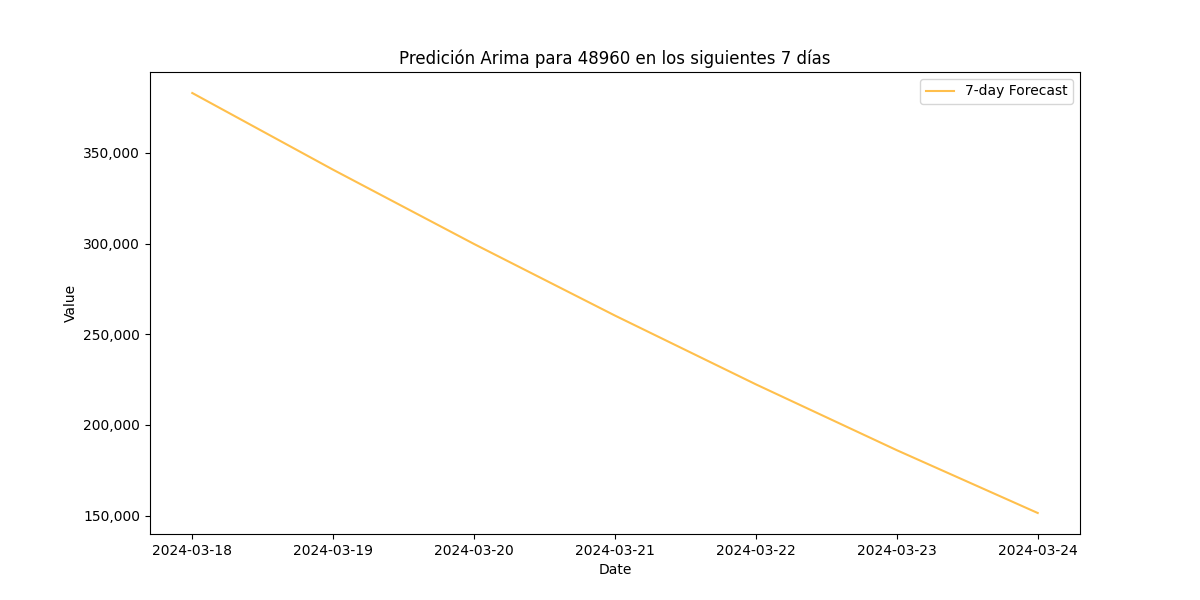 Predición Arima para 48960 en los siguientes 7 días
7-day Forecast
Value
350,000
300,000
250,000
200,000
150,000
2024-03-18 2024-03-19 2024-03-20 2024-03-21 2024-03-22 2024-03-23 2024-03-24
Date